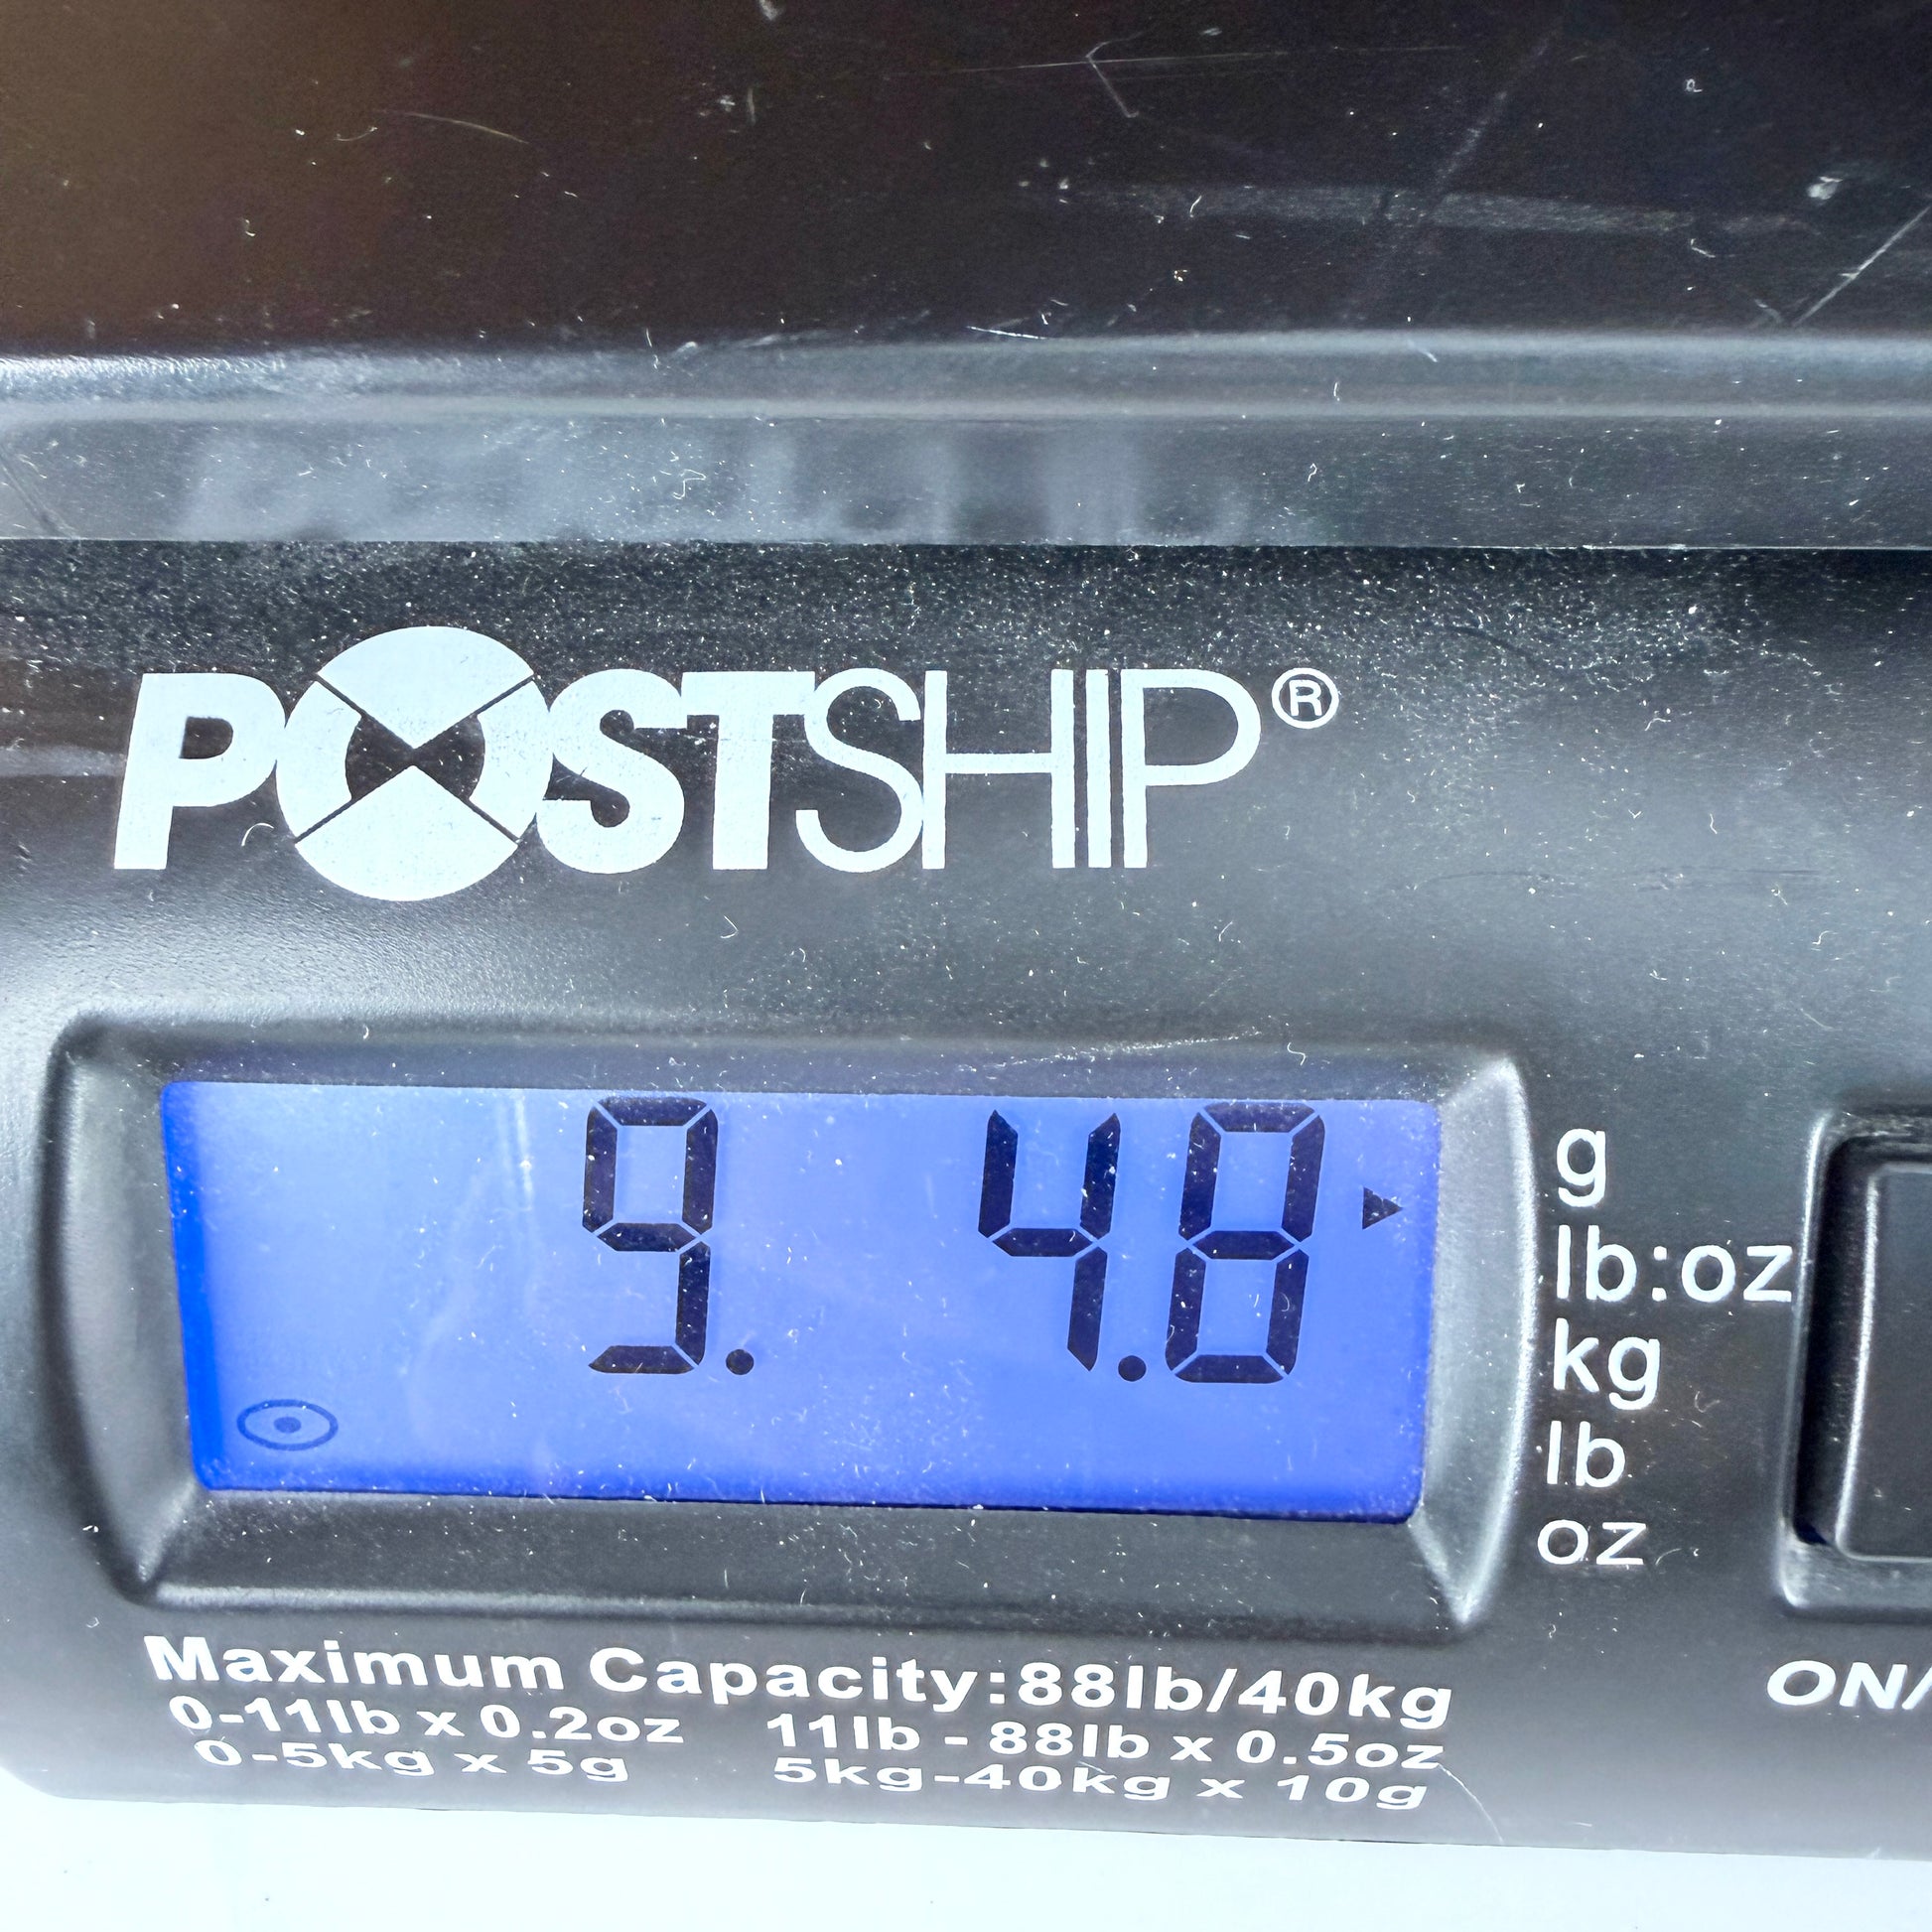 POSTSHIP®
9. 4.8
g
lb:oz
kg
lb
oz
Maximum Capacity:88lb/40kg
0-11lb x 0.2oz 11lb - 88lb x 0.5oz
0-5kg x 5g 5kg-40kg x 10g
ON/